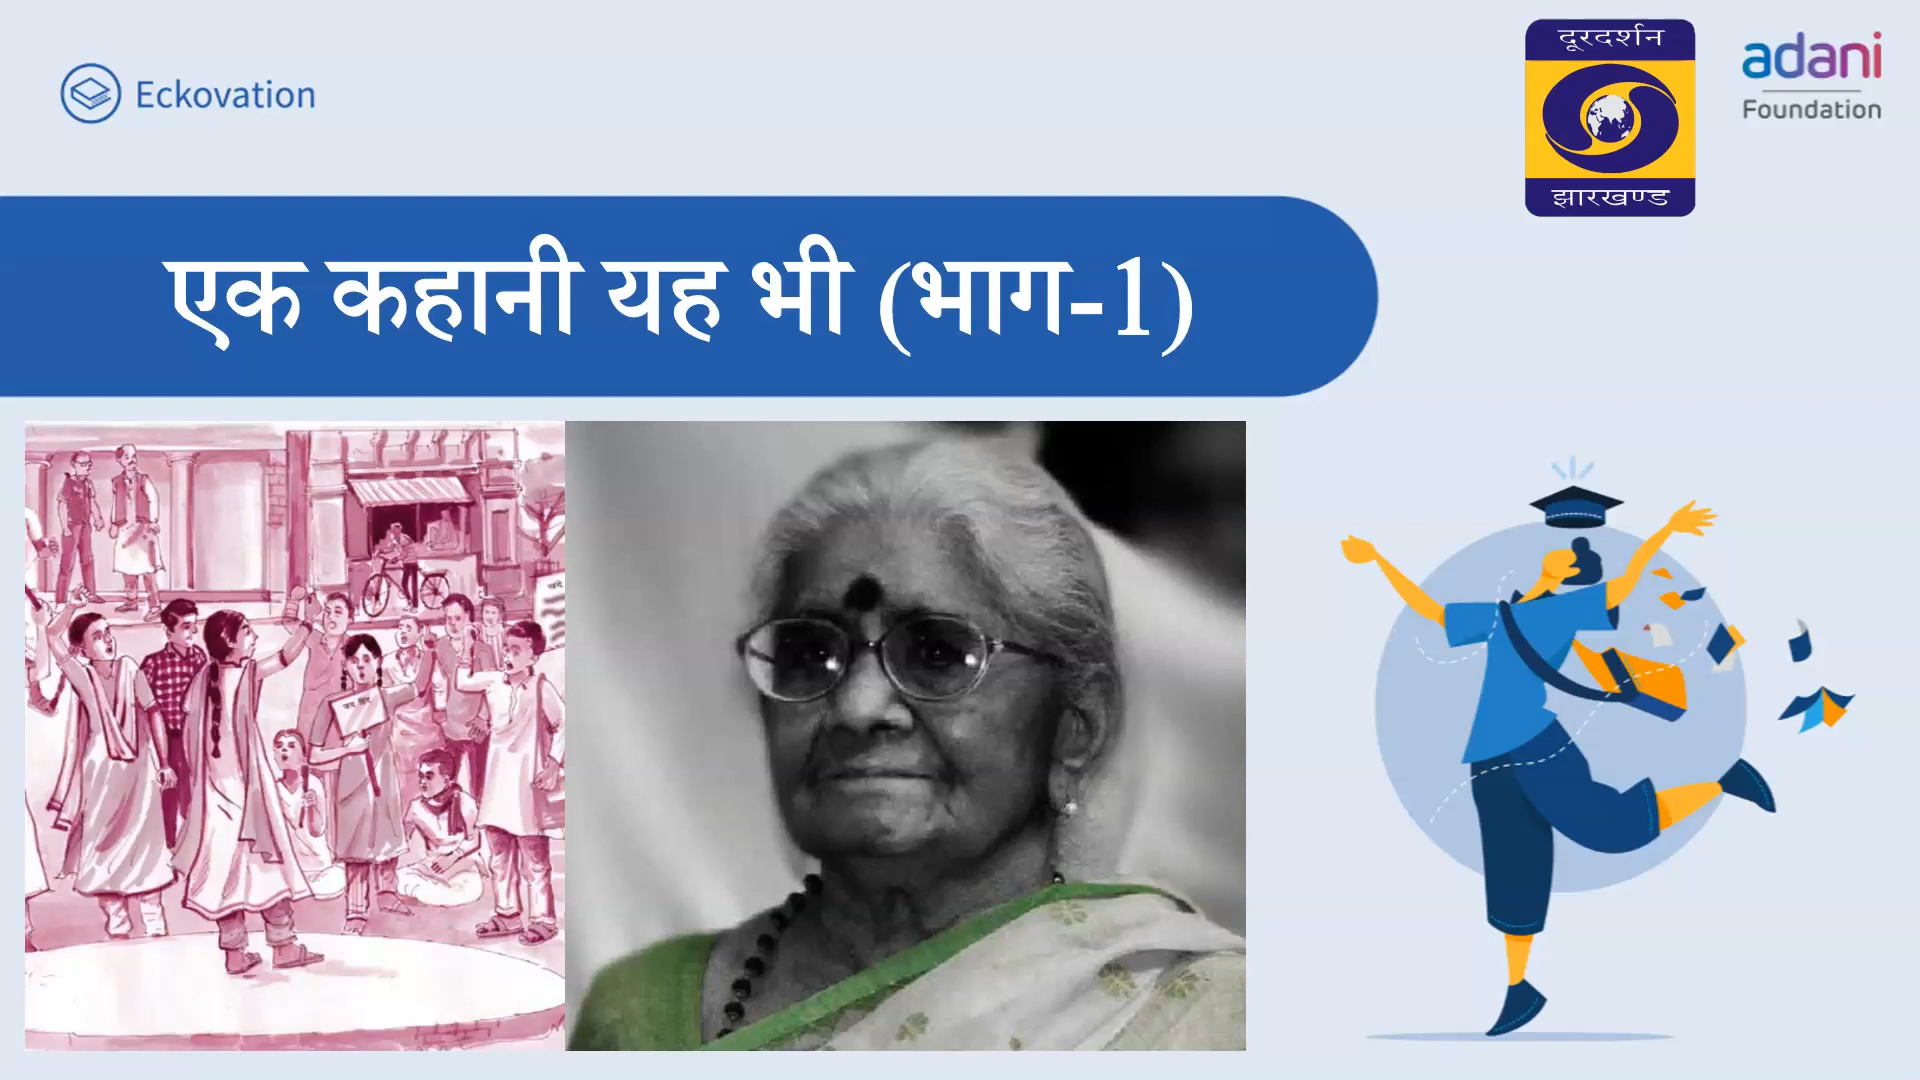 Eckovation
दूरदर्शन
झारखण्ड
adani
Foundation
एक कहानी यह भी (भाग-1)